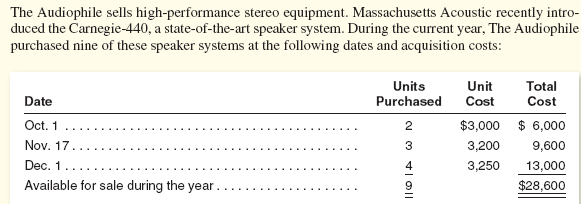 The Audiophile sells high-performance stereo equipment. Massachusetts Acoustic recently intro-
duced the Carnegie-440, a state-of-the-art speaker system. During the current year, The Audiophile
purchased nine of these speaker systems at the following dates and acquisition costs:
Units Unit Total
Date Purchased Cost Cost
Oct. 1 . . . . . . . . . . . . . . . . . . . . . . . . . . . . . . . . . . . . . . . . 2 $3,000 $ 6,000
Nov. 17. . . . . . . . . . . . . . . . . . . . . . . . . . . . . . . . . . . . . . . 3 3,200 9,600
Dec. 1. . . . . . . . . . . . . . . . . . . . . . . . . . . . . . . . . . . . . . . . 4 3,250 13,000
Available for sale during the year . . . . . . . . . . . . . . . . . . . . 9 $28,600